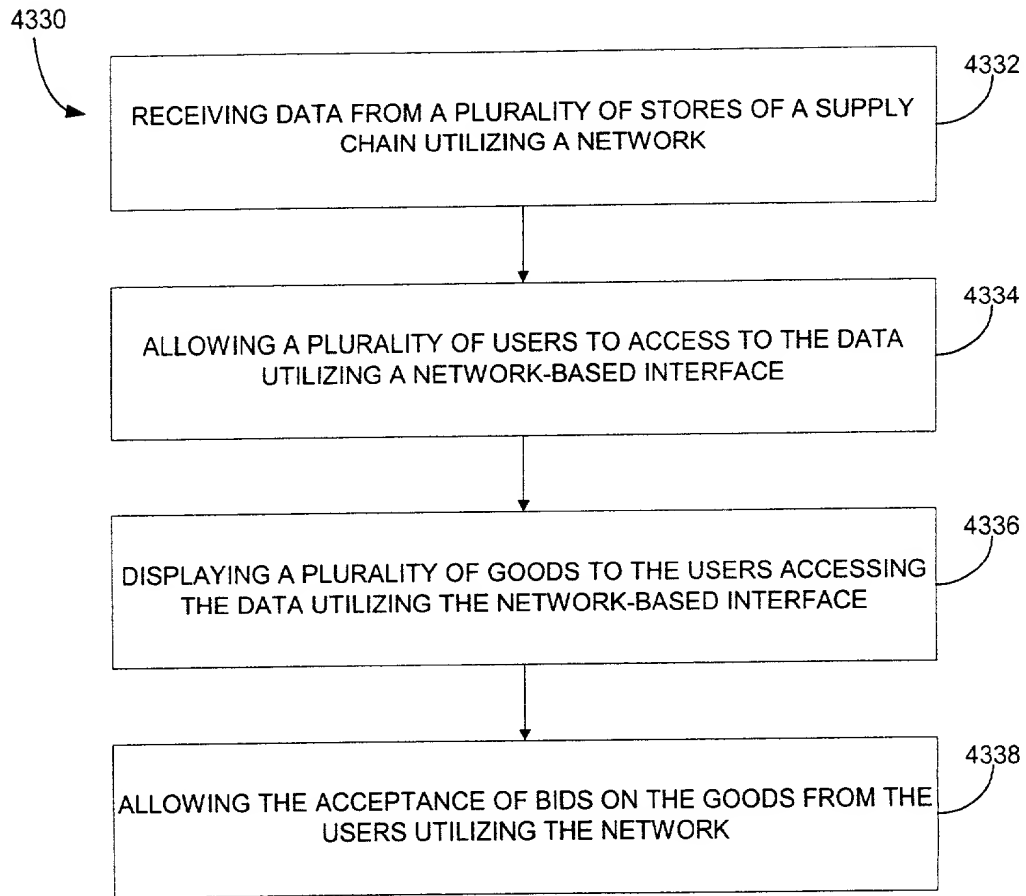 4330
4332
RECEIVING DATA FROM A PLURALITY OF STORES OF A SUPPLY
CHAIN UTILIZING A NETWORK
4334
ALLOWING A PLURALITY OF USERS TO ACCESS TO THE DATA
UTILIZING A NETWORK-BASED INTERFACE
4336
DISPLAYING A PLURALITY OF GOODS TO THE USERS ACCESSING
THE DATA UTILIZING THE NETWORK-BASED INTERFACE
4338
ALLOWING THE ACCEPTANCE OF BIDS ON THE GOODS FROM THE
USERS UTILIZING THE NETWORK